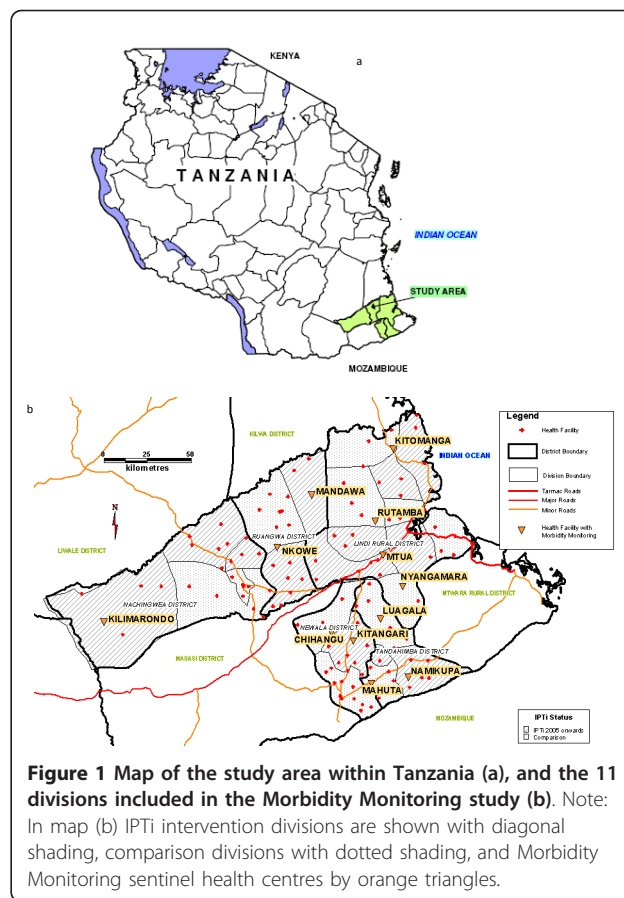 KENYA
a
TANZANIA
INDIAN OCEAN
STUDY AREA
MOZAMBIQUE
b
0 25 50
kilometres
N
KILWA DISTRICT
KITOMANGA
INDIAN OCEAN
MANDAWA
RUTAMBA
RUANGWA DISTRICT
LINDI RURAL DISTRICT
NKOWE
MTUA
LIWALE DISTRICT
NYANGAMARA
NACHINGWEA DISTRICT
MTWARA RURAL DISTRICT
KILIMARONDO
LUAGALA
NEWALA DISTRICT
CHIHANGU
KITANGARI
TANDAHIMBA DISTRICT
MASASI DISTRICT
NAMIKUPA
MAHUTA
MOZAMBIQUE
Legend
Health Facility
District Boundary
Division Boundary
Tarmac Roads
Major Roads
Minor Roads
Health Facility with
Morbidity Monitoring
IPTi Status
IPTi 2005 onwards
Comparison
Figure 1 Map of the study area within Tanzania (a), and the 11
divisions included in the Morbidity Monitoring study (b). Note:
In map (b) IPTi intervention divisions are shown with diagonal
shading, comparison divisions with dotted shading, and Morbidity
Monitoring sentinel health centres by orange triangles.